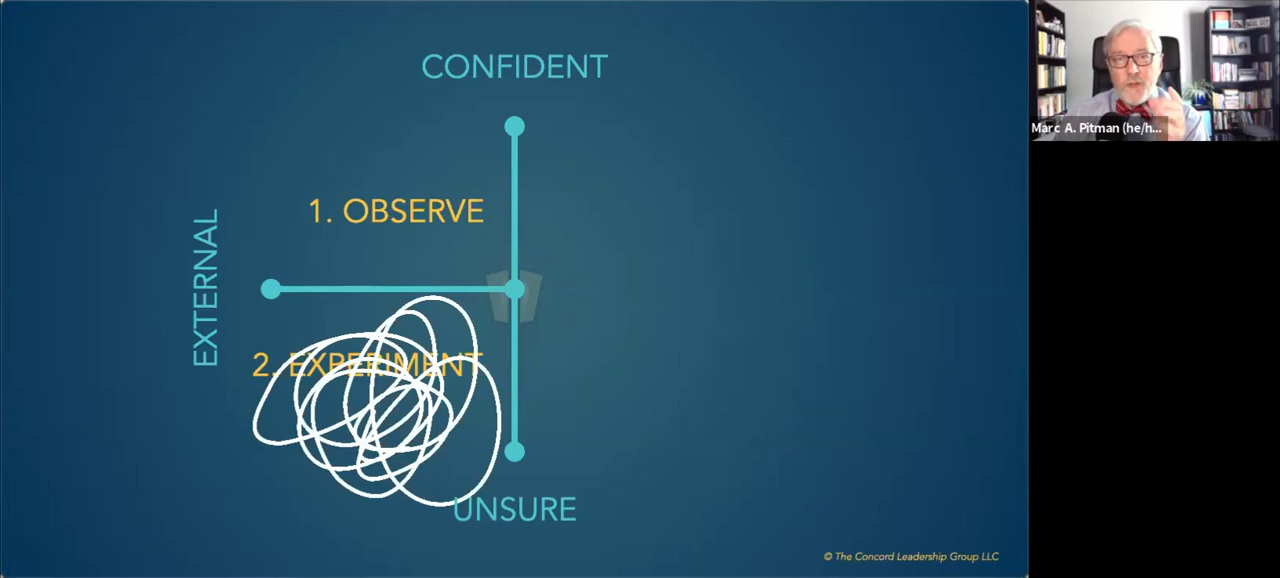 CONFIDENT
1. OBSERVE
EXTERNAL
2. EXPERIMENT
UNSURE
© The Concord Leadership Group LLC
Marc A. Pitman (he/h...